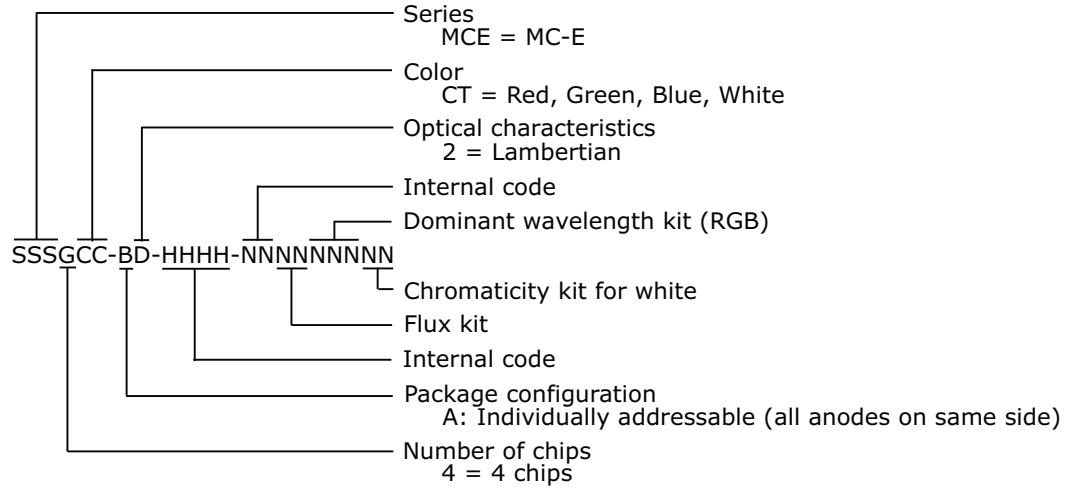 Series
MCE = MC-E
Color
CT = Red, Green, Blue, White
Optical characteristics
2 = Lambertian
Internal code
Dominant wavelength kit (RGB)
SSSGCC-BD-HHHH-NNNNNNNNN
Chromaticity kit for white
Flux kit
Internal code
Package configuration
A: Individually addressable (all anodes on same side)
Number of chips
4 = 4 chips